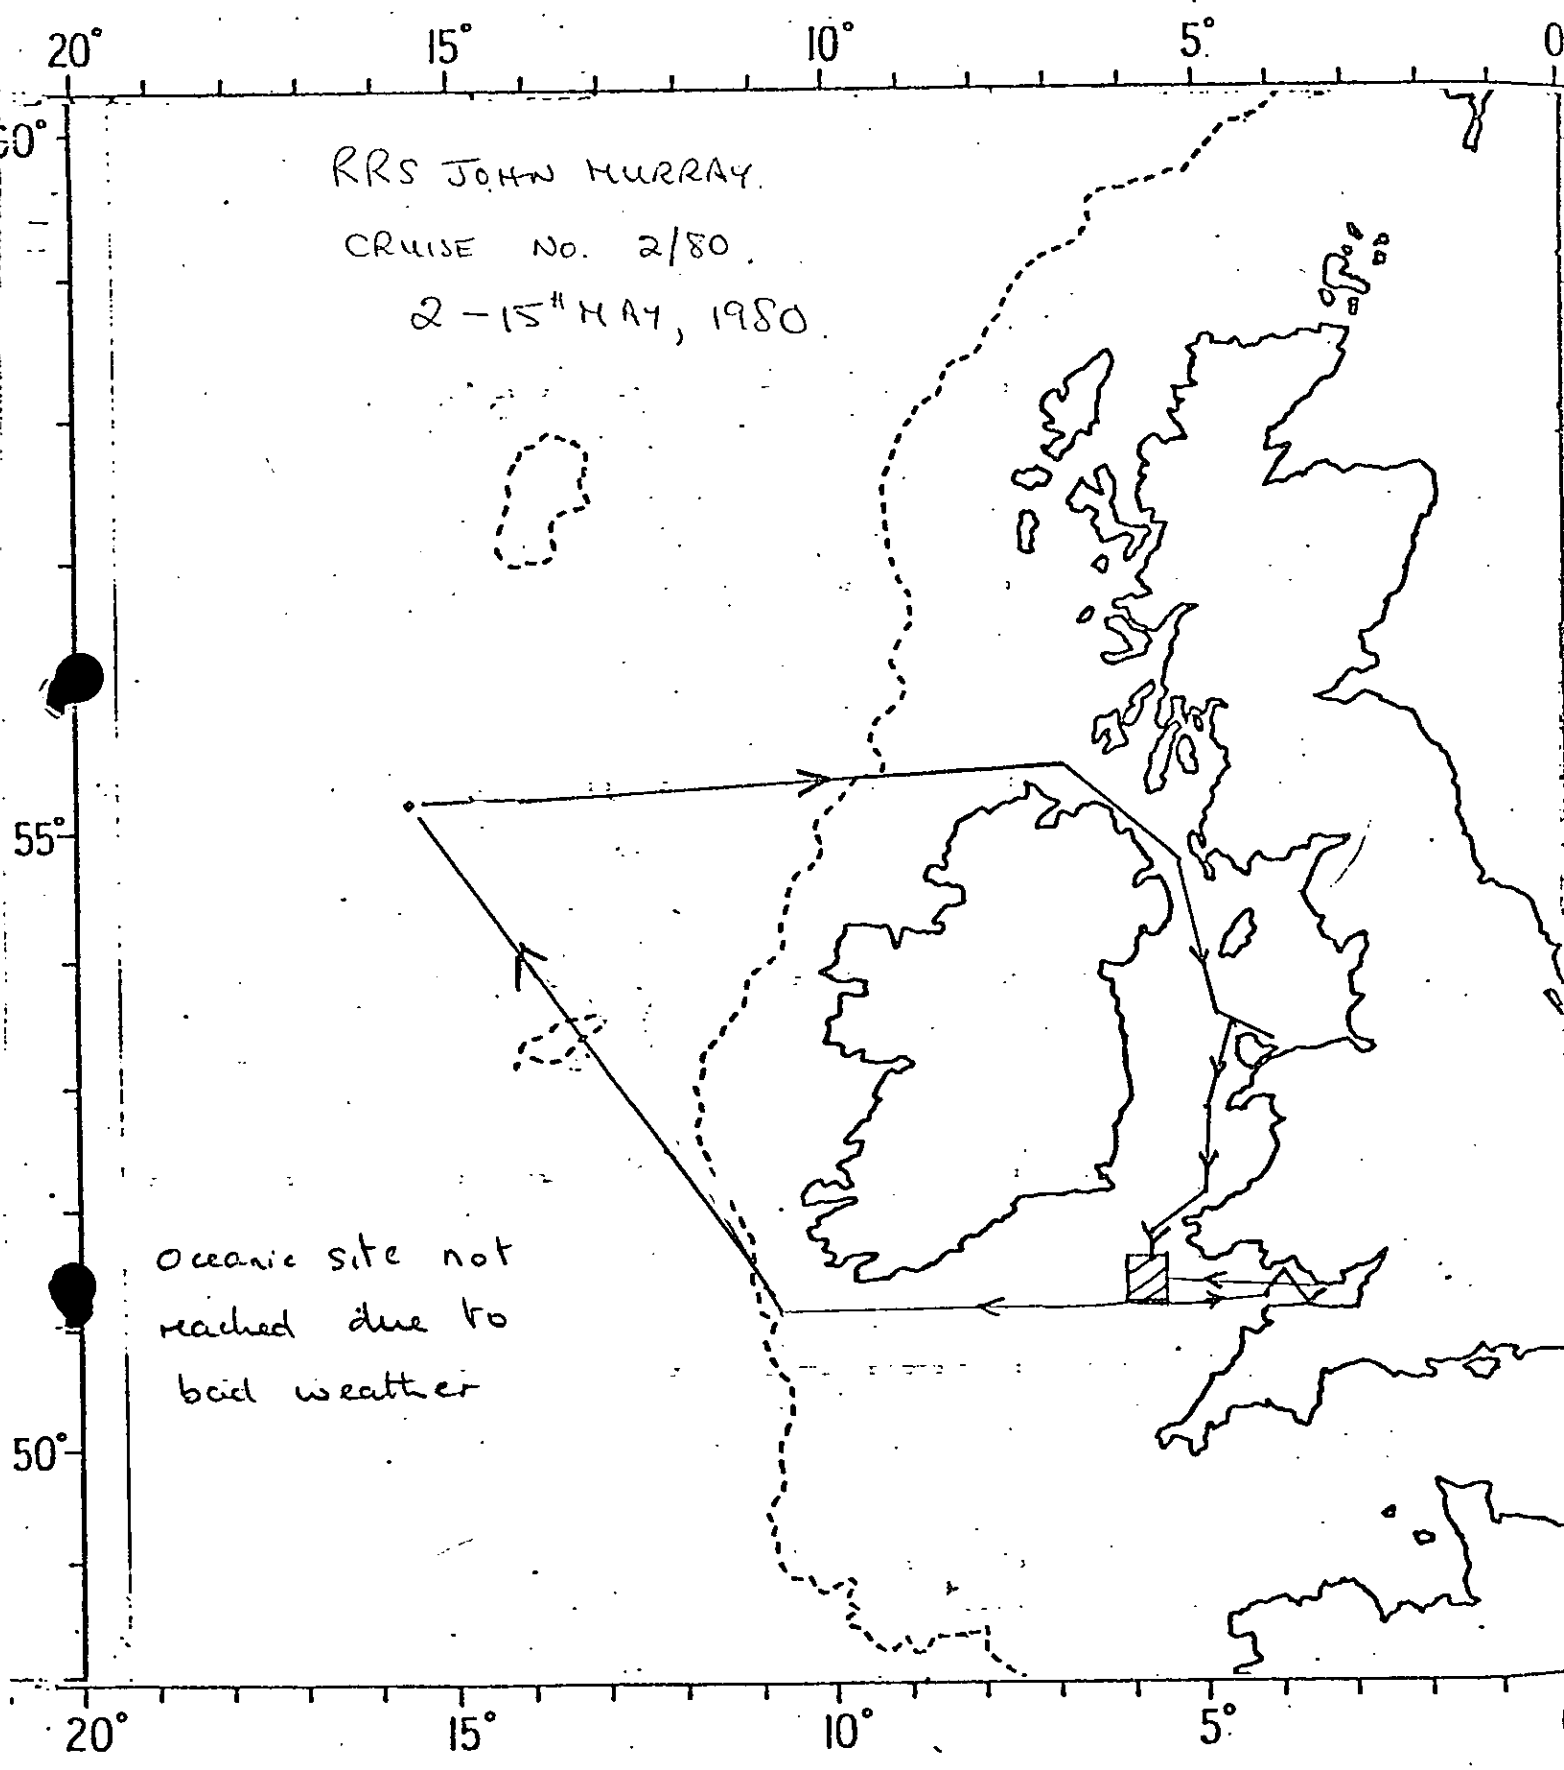 20° 15° 10° 5° 0
60°
RRS JOHN MURRAY.
CRUISE NO. 2/80.
2-15TH MAY, 1980.
55°
Oceanic site not
reached due to
bad weather
50°
20° 15° 10° 5°